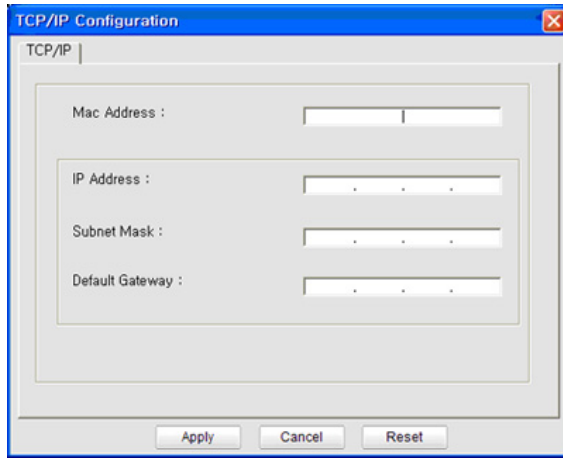 TCP/IP Configuration
TCP/IP
Mac Address :
IP Address :
. . .
Subnet Mask :
. . .
Default Gateway :
. . .
Apply Cancel Reset